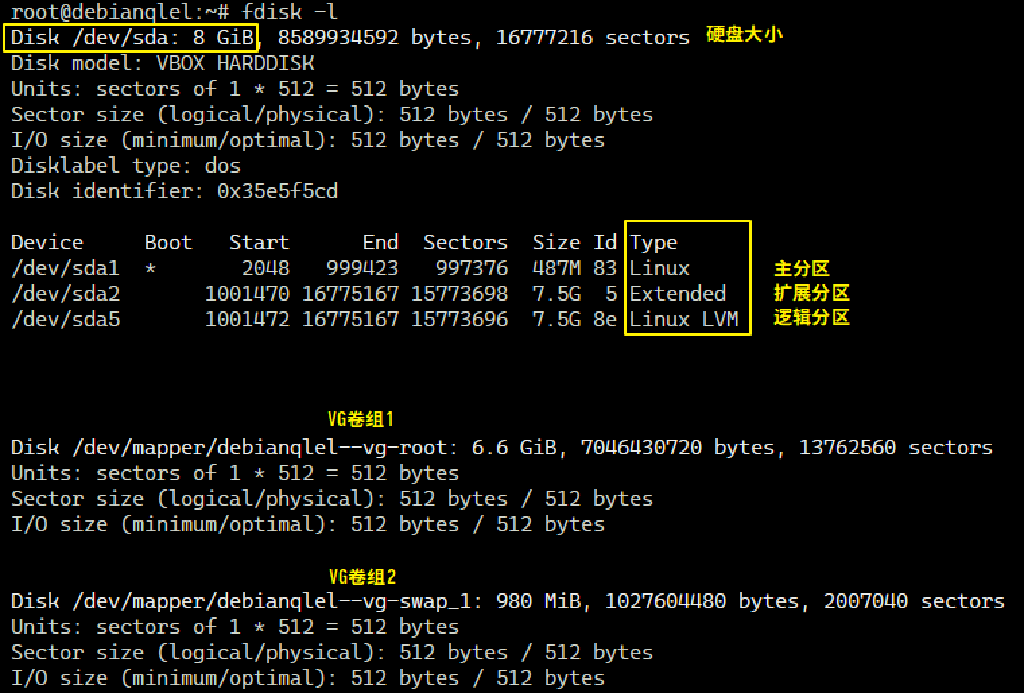 root@debianqlel:~# fdisk -l
Disk /dev/sda: 8 GiB, 8589934592 bytes, 16777216 sectors 硬盘大小
Disk model: VBOX HARDDISK
Units: sectors of 1 * 512 = 512 bytes
Sector size (logical/physical): 512 bytes / 512 bytes
I/O size (minimum/optimal): 512 bytes / 512 bytes
Disklabel type: dos
Disk identifier: 0x35e5f5cd
Device Boot Start End Sectors Size Id Type
/dev/sda1 * 2048 999423 997376 487M 83 Linux 主分区
/dev/sda2 1001470 16775167 15773698 7.5G 5 Extended 扩展分区
/dev/sda5 1001472 16775167 15773696 7.5G 8e Linux LVM 逻辑分区
VG卷组1
Disk /dev/mapper/debianqlel--vg-root: 6.6 GiB, 7046430720 bytes, 13762560 sectors
Units: sectors of 1 * 512 = 512 bytes
Sector size (logical/physical): 512 bytes / 512 bytes
I/O size (minimum/optimal): 512 bytes / 512 bytes
VG卷组2
Disk /dev/mapper/debianqlel--vg-swap_1: 980 MiB, 1027604480 bytes, 2007040 sectors
Units: sectors of 1 * 512 = 512 bytes
Sector size (logical/physical): 512 bytes / 512 bytes
I/O size (minimum/optimal): 512 bytes / 512 bytes